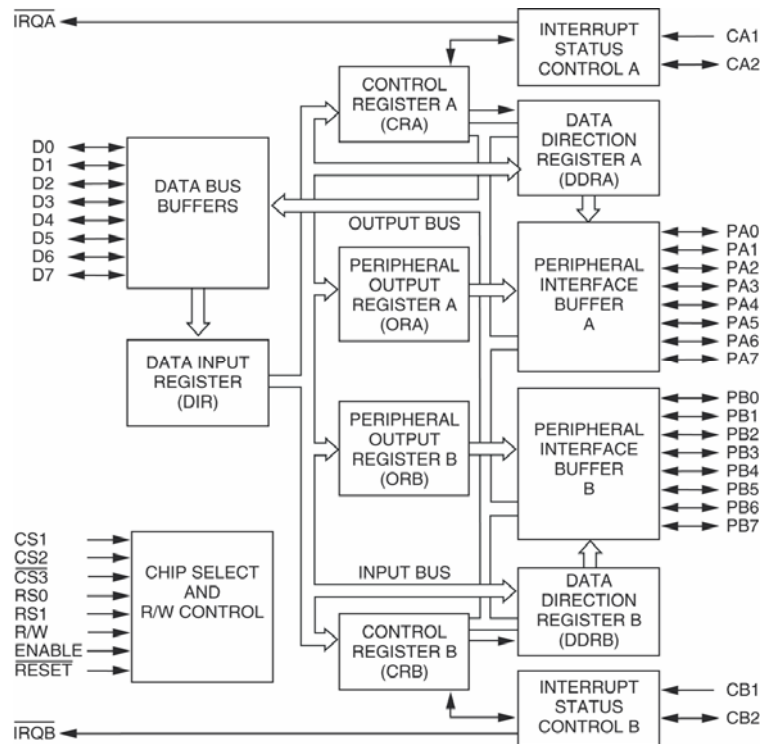 IRQA
INTERRUPT
STATUS
CONTROL A
CA1
CA2
CONTROL
REGISTER A
(CRA)
DATA
DIRECTION
REGISTER A
(DDRA)
D0
D1
D2
D3
D4
D5
D6
D7
DATA BUS
BUFFERS
OUTPUT BUS
PERIPHERAL
OUTPUT
REGISTER A
(ORA)
PERIPHERAL
INTERFACE
BUFFER
A
PA0
PA1
PA2
PA3
PA4
PA5
PA6
PA7
DATA INPUT
REGISTER
(DIR)
PERIPHERAL
OUTPUT
REGISTER B
(ORB)
PERIPHERAL
INTERFACE
BUFFER
B
PB0
PB1
PB2
PB3
PB4
PB5
PB6
PB7
CS1
CS2
CS3
RS0
RS1
R/W
ENABLE
RESET
CHIP SELECT
AND
R/W CONTROL
INPUT BUS
DATA
DIRECTION
REGISTER B
(DDRB)
CONTROL
REGISTER B
(CRB)
INTERRUPT
STATUS
CONTROL B
CB1
CB2
IRQB